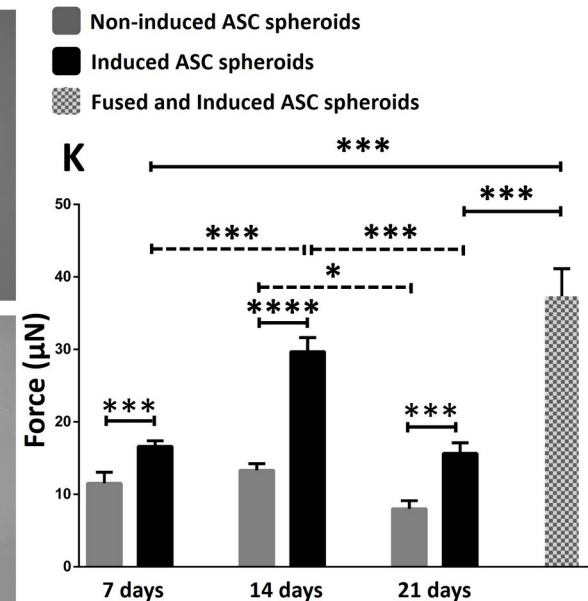 Non-induced ASC spheroids
Induced ASC spheroids
Fused and Induced ASC spheroids
K
***
***
50
*** ***
*
40
****
30
***
***
20
10
0
Force (µN)
7 days 14 days 21 days